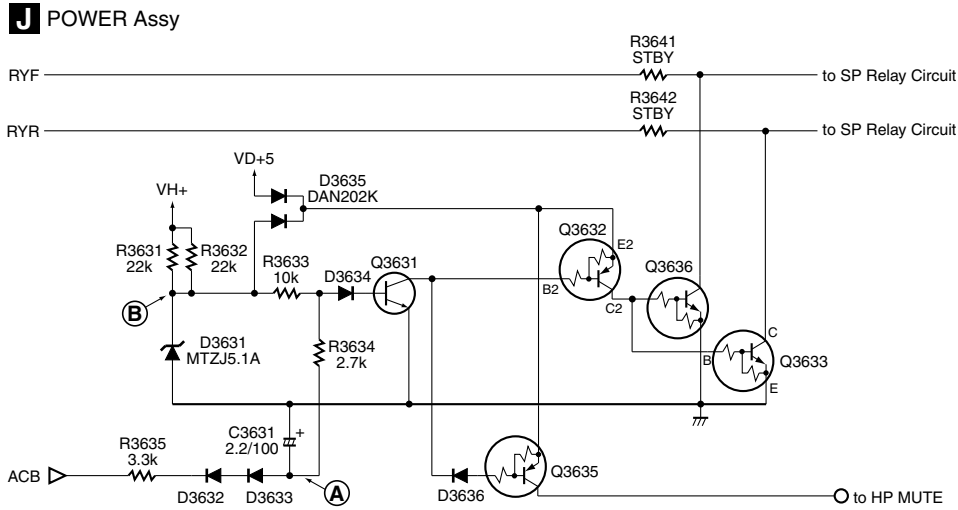 J POWER Assy
R3641
STBY
RYF
to SP Relay Circuit
R3642
STBY
RYR
to SP Relay Circuit
VD+5
D3635
DAN202K
VH+
R3631
22k
R3632
22k
R3633
10k
D3634
Q3631
Q3632
E2
B2
C2
Q3636
B
D3631
MTZJ5.1A
R3634
2.7k
C
B
Q3633
E
C3631
2.2/100
+
R3635
3.3k
ACB
D3632
D3633
A
D3636
Q3635
to HP MUTE